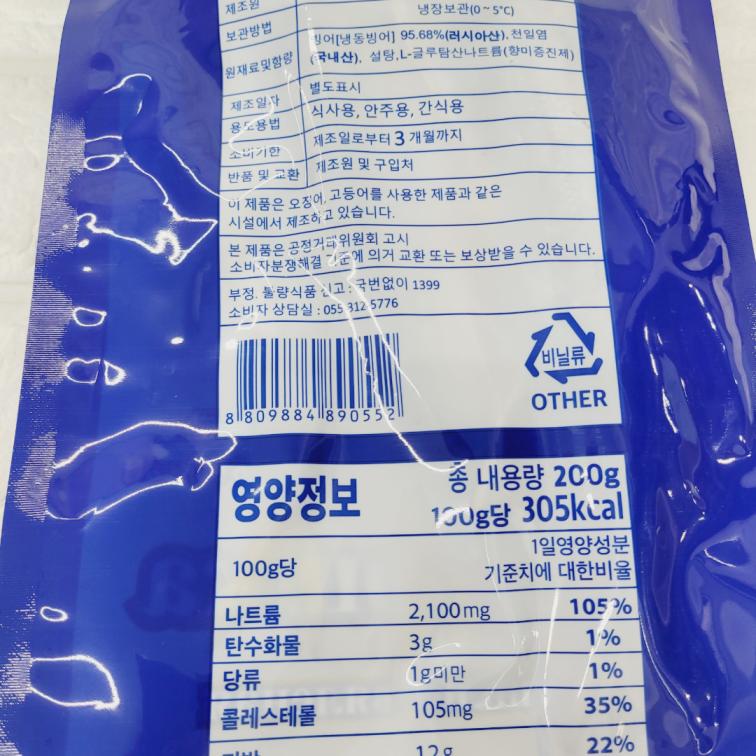 제조원
보관방법 냉장보관(0~5℃)
원재료및함량 빙어[냉동빙어] 95.68%(러시아산), 천일염
(국내산), 설탕, L-글루탐산나트륨(향미증진제)
제조일자 별도표시
용도용법 식사용, 안주용, 간식용
소비기한 제조일로부터 3 개월까지
반품 및 교환 제조원 및 구입처
이 제품은 오징어, 고등어를 사용한 제품과 같은
시설에서 제조하고 있습니다.
본 제품은 공정거래위원회 고시
소비자분쟁해결 기준에 의거 교환 또는 보상받을 수 있습니다.
부정, 불량식품 신고 : 국번없이 1399
소비자 상담실 : 055 312 5776
8 809884 890552
비닐류
OTHER
영양정보
총 내용량 200g
100g당 305kcal
100g당
1일영양성분
기준치에 대한비율
나트륨 2,100mg 105%
탄수화물 3g 1%
당류 1g미만 1%
콜레스테롤 105mg 35%
지방 12g 22%